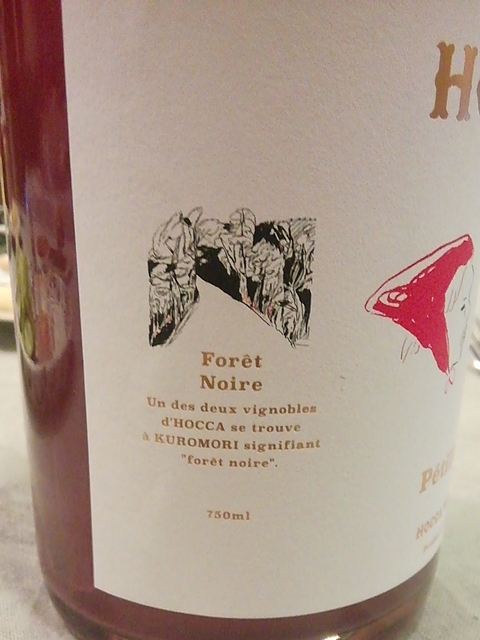 Forêt
Noire
Un des deux vignobles
d'HOCCA se trouve
à KUROMORI signifiant
"forêt noire".
750ml